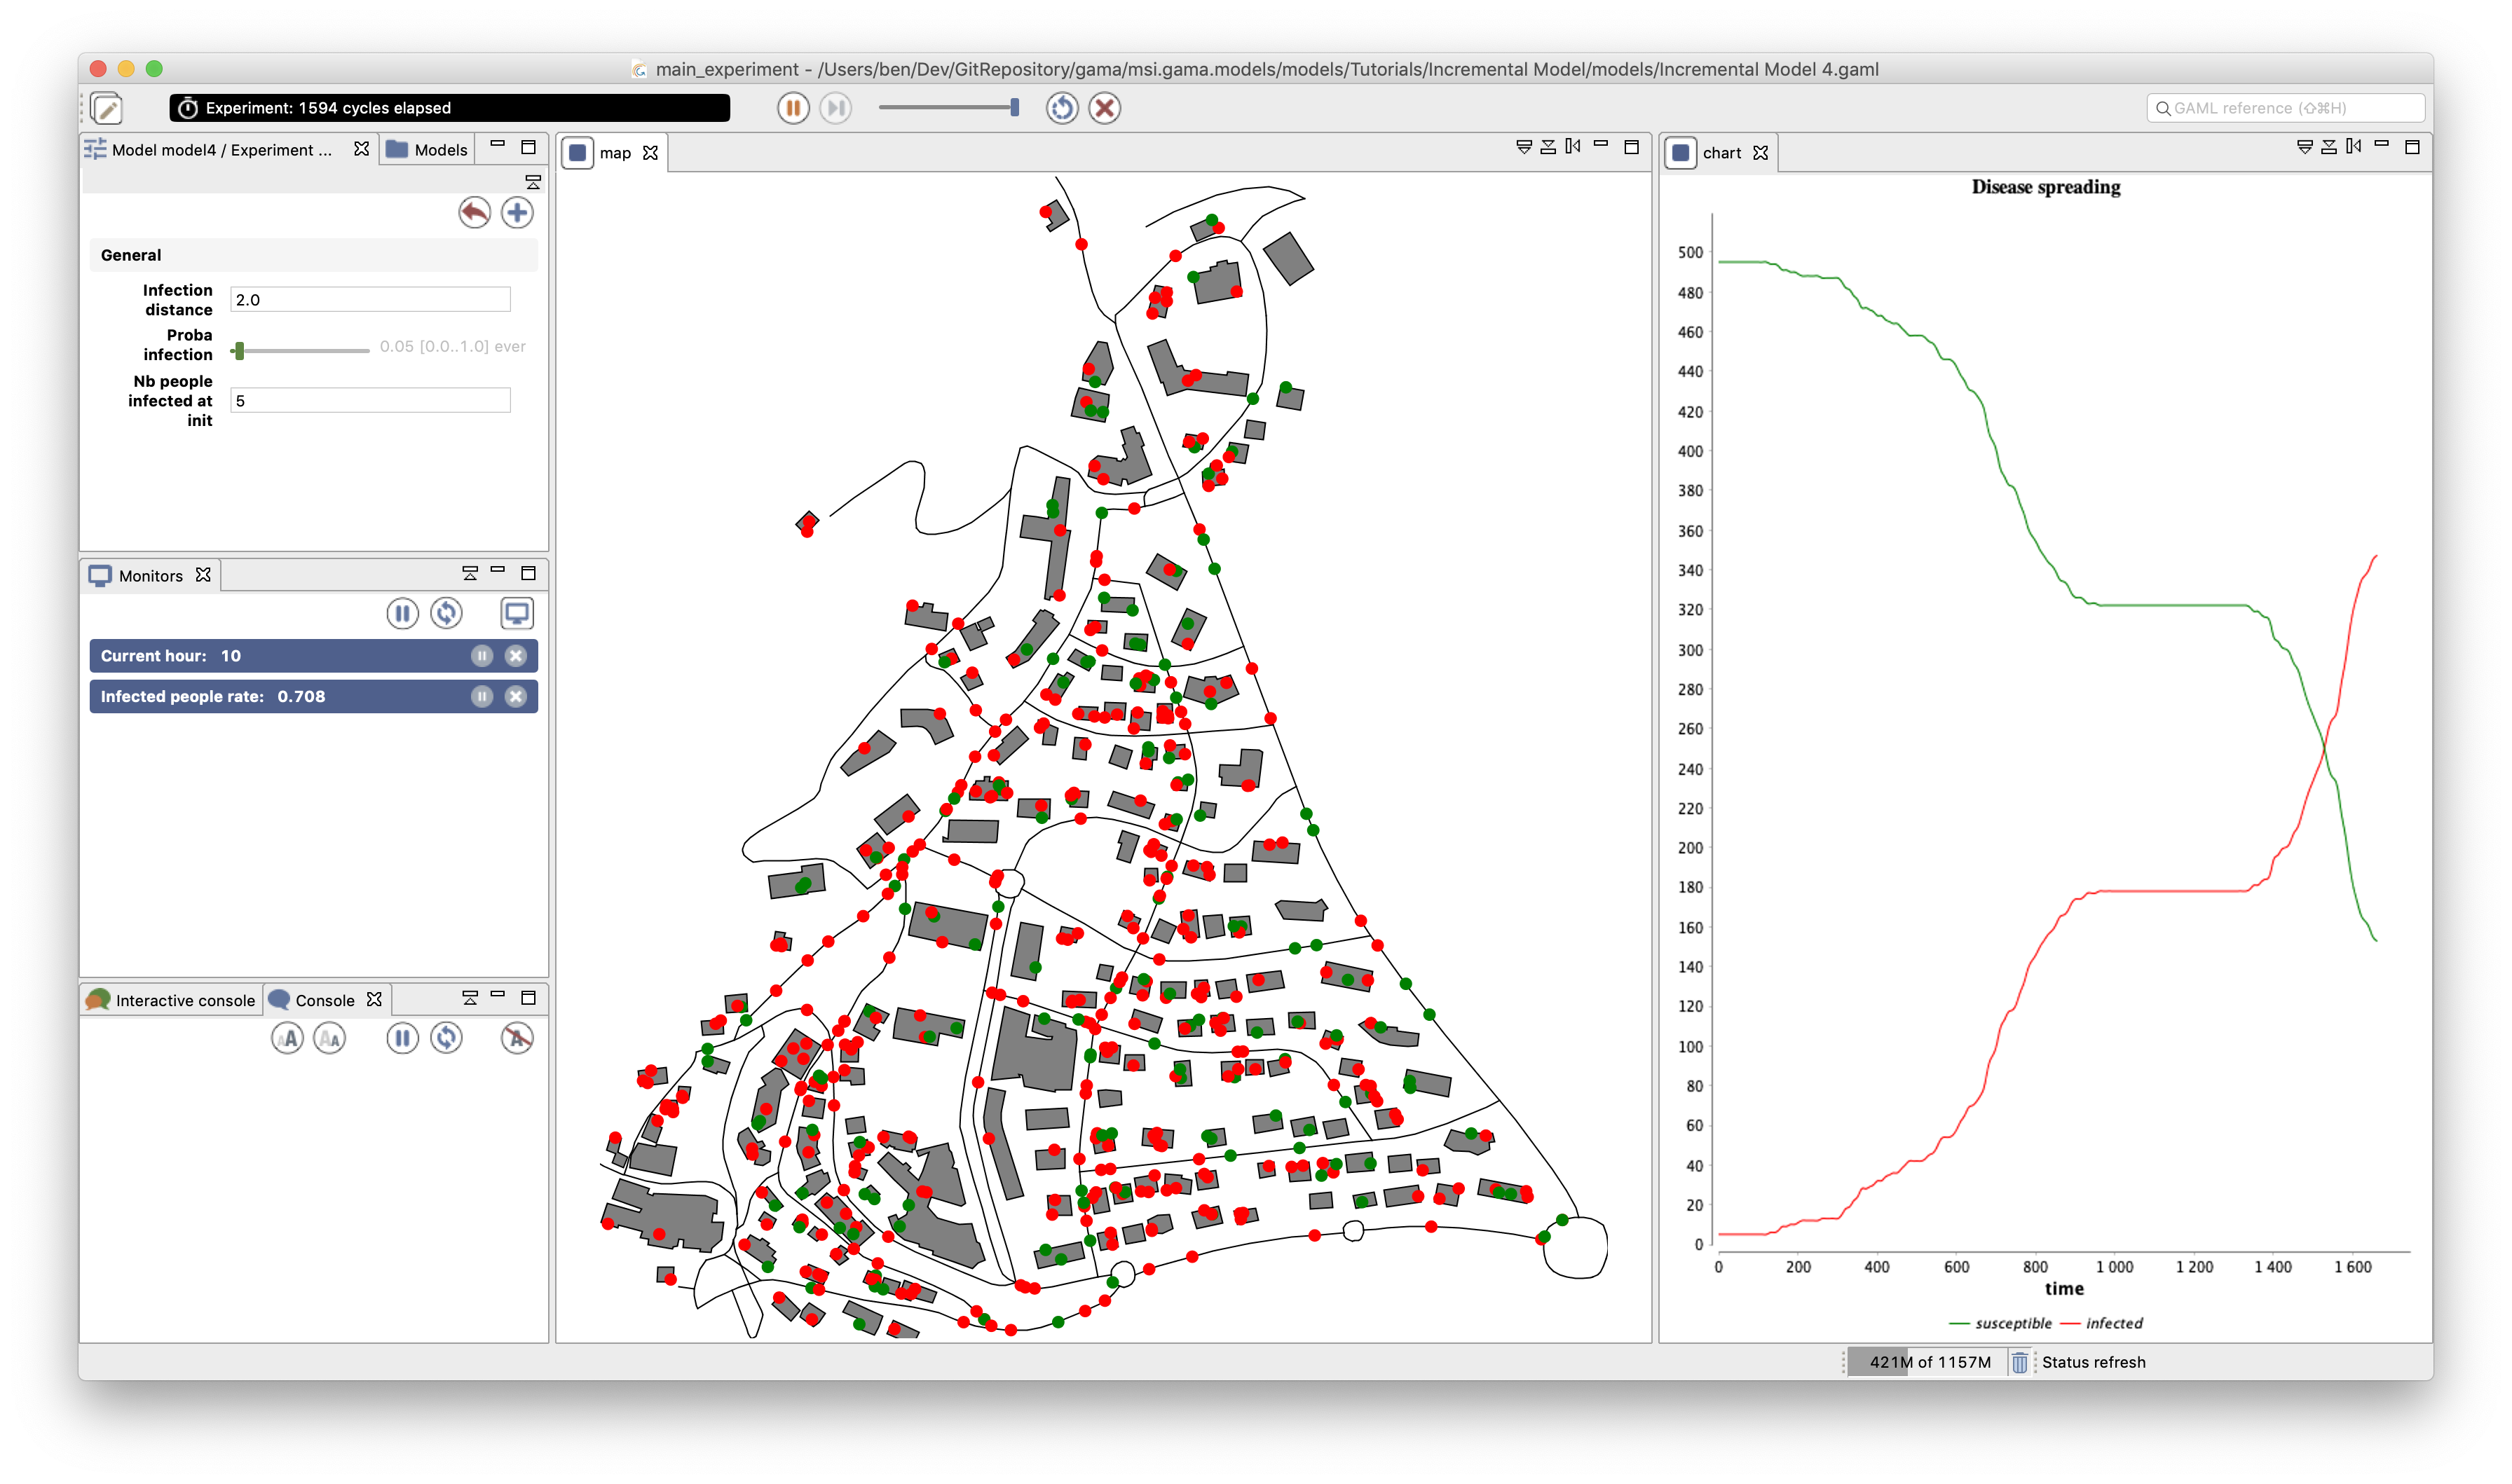 main_experiment - /Users/ben/Dev/GitRepository/gama/msi.gama.models/models/Tutorials/Incremental Model/models/Incremental Model 4.gaml
Experiment: 1594 cycles elapsed
GAML reference (⇧⌘H)
Model model4 / Experiment ...
Models
General
Infection distance
2.0
Proba infection
0.05 [0.0..1.0] ever
Nb people infected at init
5
Monitors
Current hour: 10
Infected people rate: 0.708
Interactive console
Console
map
chart
Disease spreading
500
480
460
440
420
400
380
360
340
320
300
280
260
240
220
200
180
160
140
120
100
80
60
40
20
0
0 200 400 600 800 1 000 1 200 1 400 1 600
time
susceptible infected
421M of 1157M
Status refresh